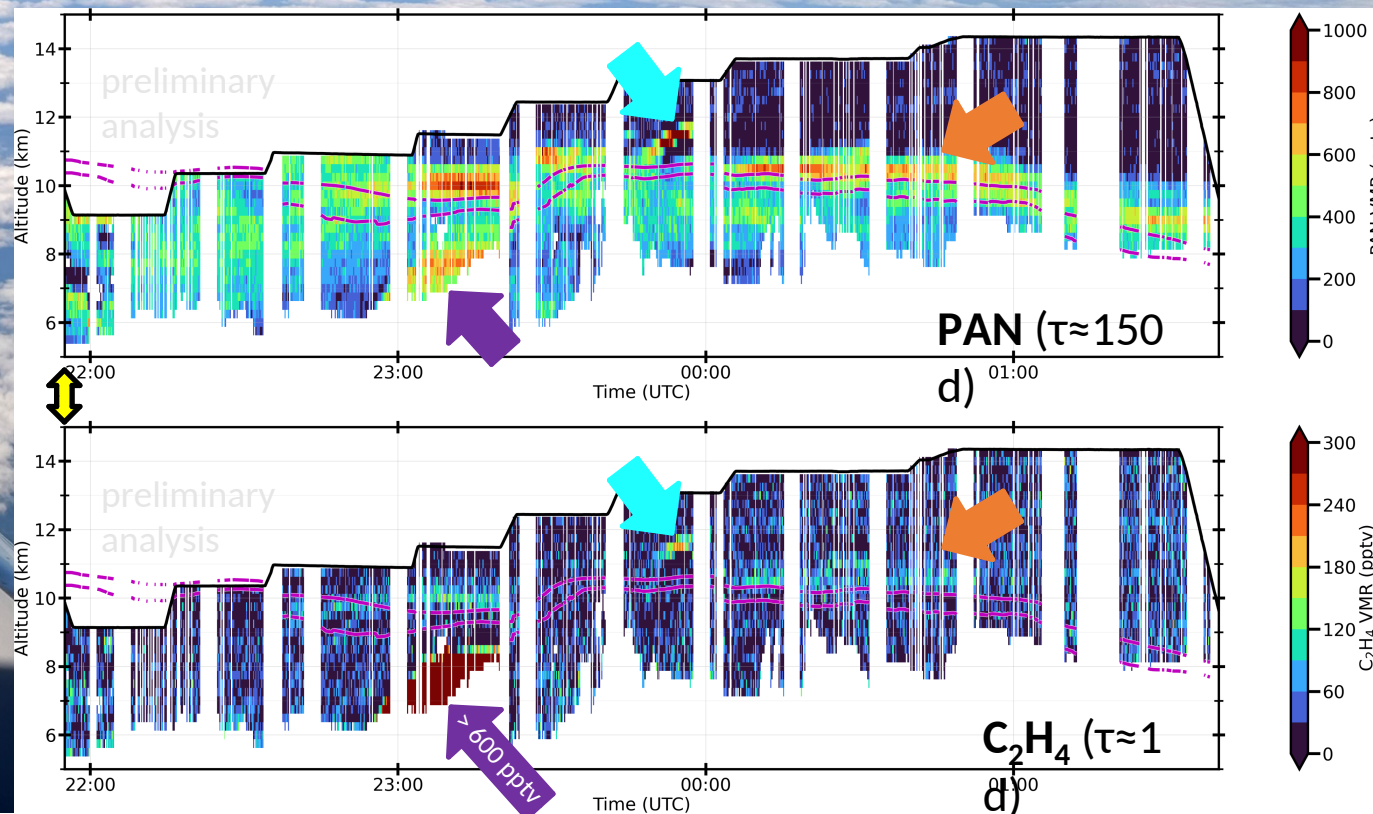 preliminary
analysis
14
12
10
8
6
Altitude (km)
22:00
23:00
00:00
01:00
Time (UTC)
PAN (τ≈150
d)
1000
800
600
400
200
0
preliminary
analysis
14
12
10
8
6
Altitude (km)
22:00
23:00
00:00
01:00
Time (UTC)
> 600 pptv
C₂H₄ (τ≈1
d)
300
240
180
120
60
0
C₂H₄ VMR (pptv)